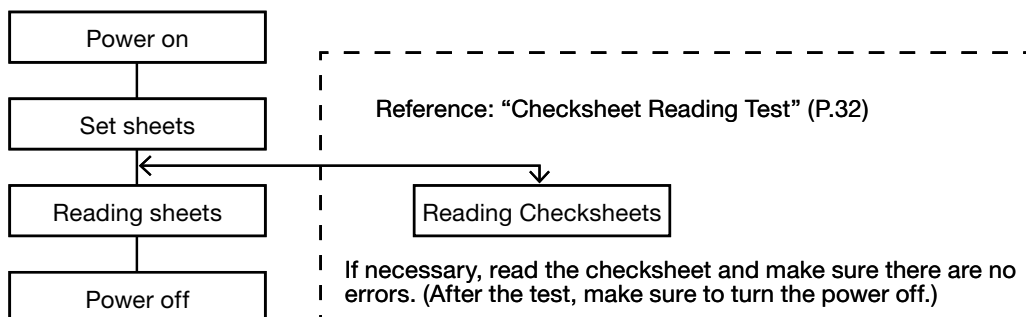 Power on
Set sheets
Reference: “Checksheet Reading Test” (P.32)
Reading sheets
Reading Checksheets
If necessary, read the checksheet and make sure there are no
errors. (After the test, make sure to turn the power off.)
Power off